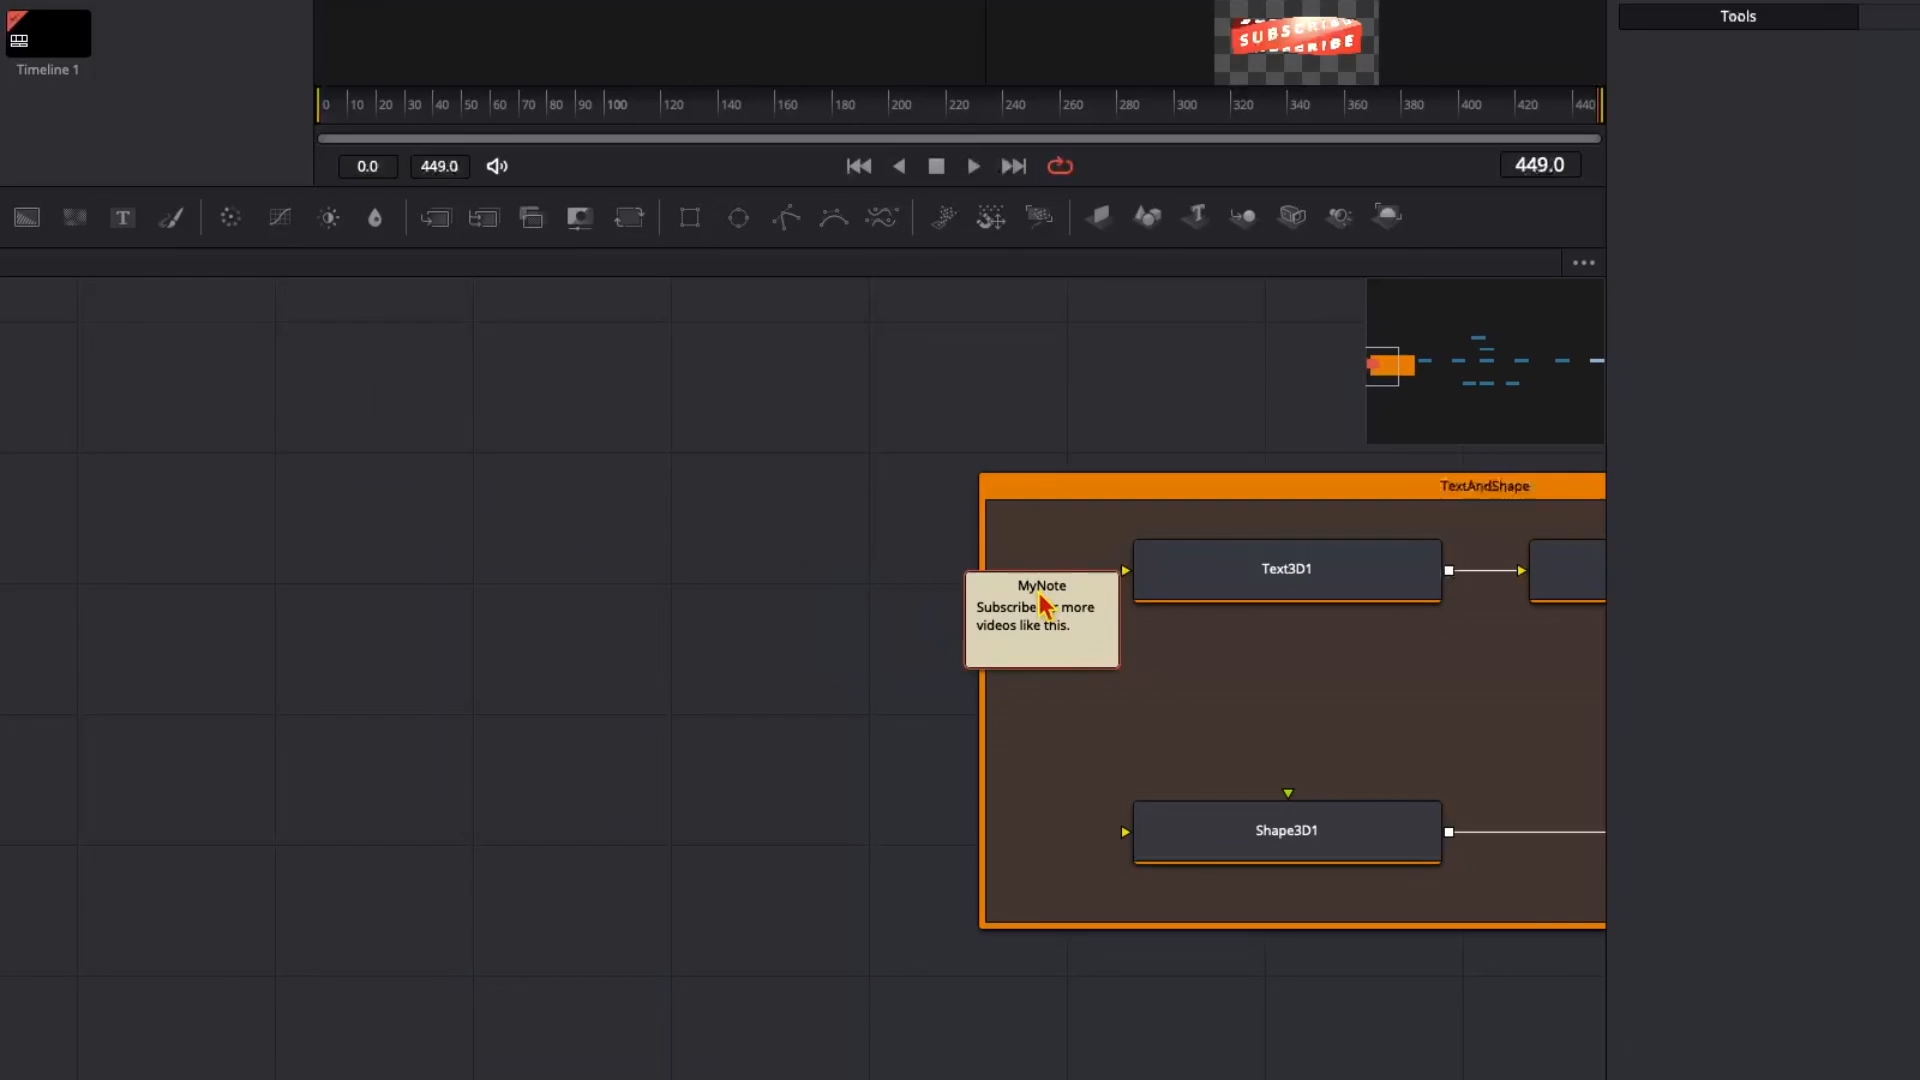 Tools
SUBSCRIBE
Timeline 1
0 10 20 30 40 50 60 70 80 90 100 120 140 160 180 200 220 240 260 280 300 320 340 360 380 400 420 440
0.0 449.0 449.0
T
TextAndShape
Text3D1
MyNote
Subscribe more
videos like this.
Shape3D1